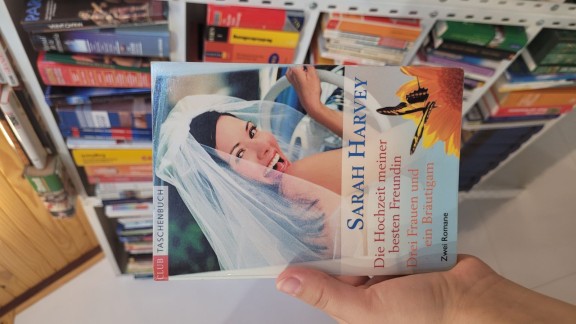 SARAH HARVEY
Die Hochzeit meiner
besten Freundin
Drei Frauen und
ein Bräutigam
Zwei Romane
CLUB TASCHENBUCH